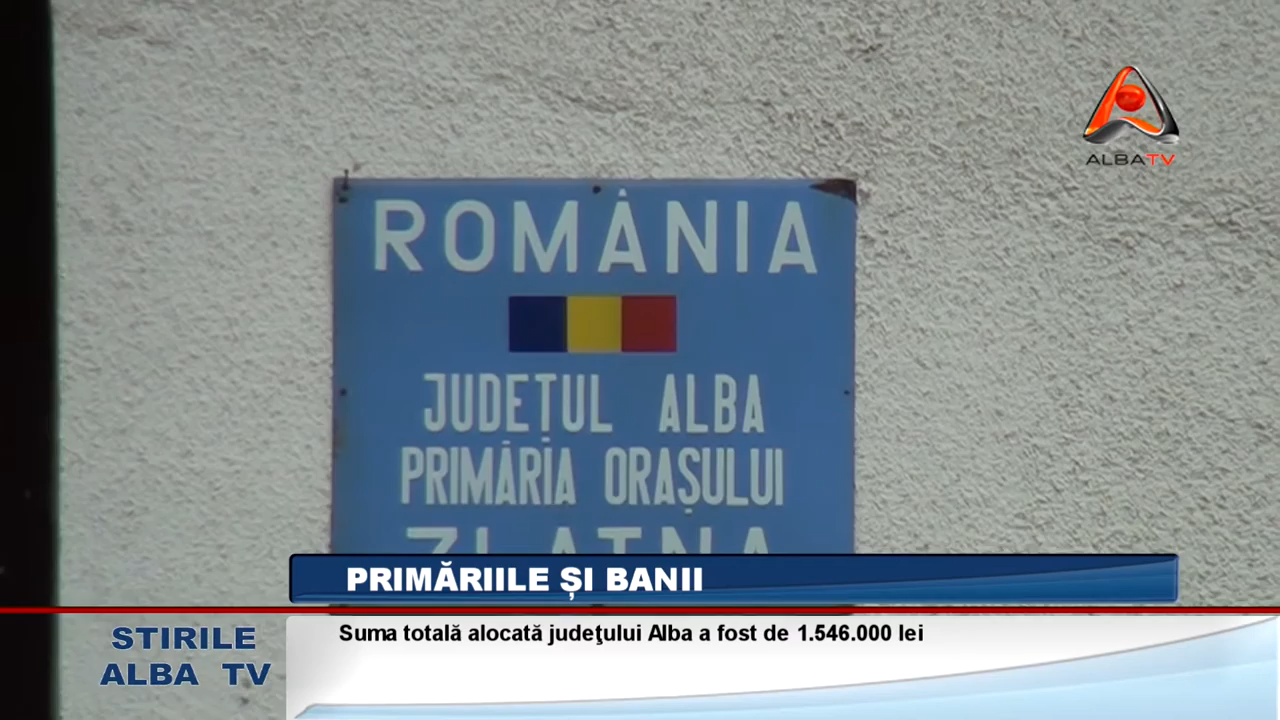 ALBATV
ROMÂNIA
JUDEȚUL ALBA
PRIMĂRIA ORAȘULUI
ZLATNA
PRIMĂRIILE ȘI BANII
STIRILE
ALBA TV
Suma totală alocată judeţului Alba a fost de 1.546.000 lei